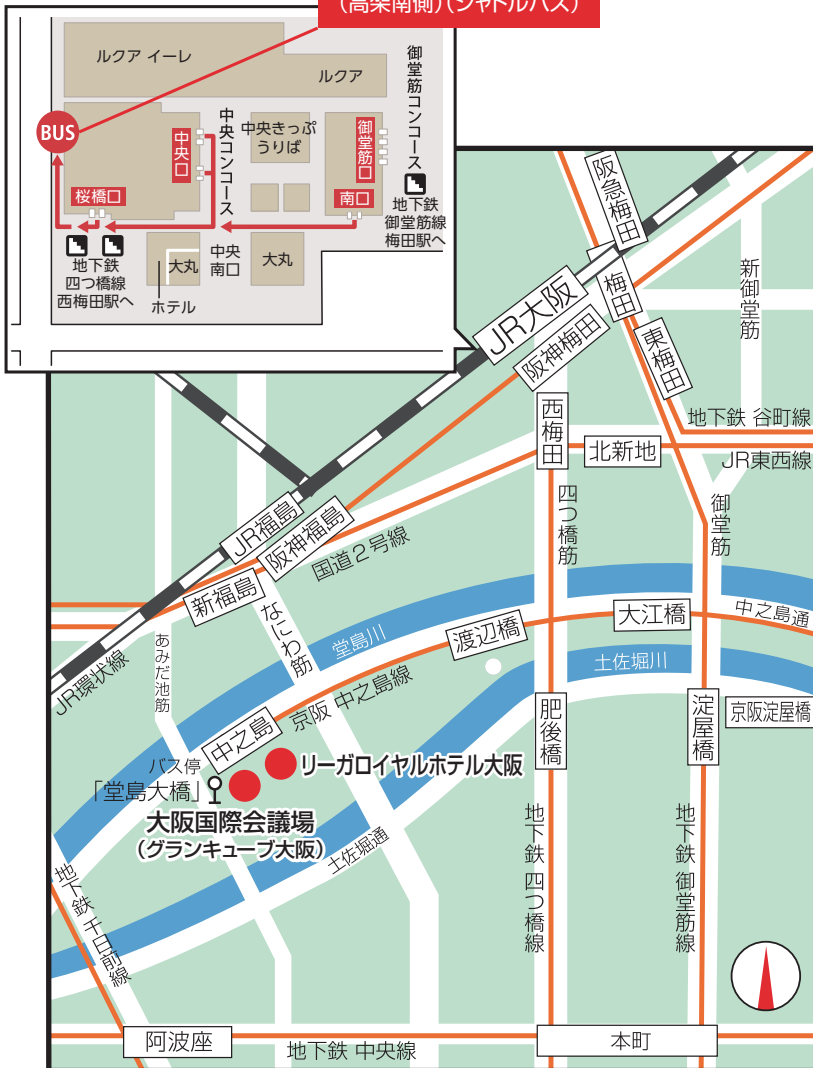 (高架南側)(シャトルバス)
ルクア イーレ
ルクア
御堂筋コンコース
BUS
中央口
中央コンコース
中央きっぷ
うりば
御堂筋口
桜橋口
南口
地下鉄
御堂筋線
梅田駅へ
地下鉄
四つ橋線
西梅田駅へ
大丸
ホテル
中央
南口
大丸
阪急梅田
新御堂筋
JR大阪
梅田
阪神梅田
東梅田
西梅田
地下鉄 谷町線
北新地
JR東西線
四つ橋筋
御堂筋
JR福島
阪神福島
国道2号線
新福島
なにわ筋
あみだ池筋
堂島川
渡辺橋
大江橋
中之島通
土佐堀川
JR環状線
京阪 中之島線
中之島
肥後橋
淀屋橋
京阪淀屋橋
バス停
「堂島大橋」
リーガロイヤルホテル大阪
大阪国際会議場
(グランキューブ大阪)
土佐堀通
地下鉄 四つ橋線
地下鉄 御堂筋線
地下鉄 千日前線
阿波座
地下鉄 中央線
本町